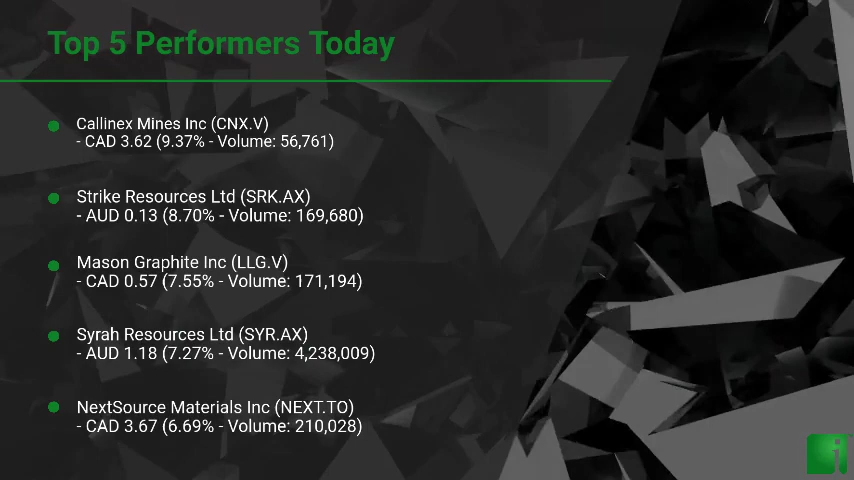 Top 5 Performers Today
Callinex Mines Inc (CNX.V)
- CAD 3.62 (9.37% - Volume: 56,761)
Strike Resources Ltd (SRK.AX)
- AUD 0.13 (8.70% - Volume: 169,680)
Mason Graphite Inc (LLG.V)
- CAD 0.57 (7.55% - Volume: 171,194)
Syrah Resources Ltd (SYR.AX)
- AUD 1.18 (7.27% - Volume: 4,238,009)
NextSource Materials Inc (NEXT.TO)
- CAD 3.67 (6.69% - Volume: 210,028)
i